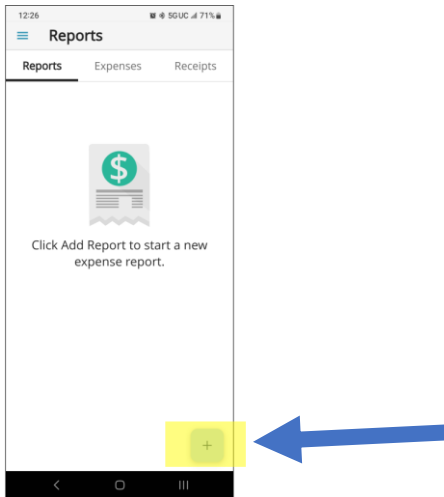 12:26 5GUC 71%
Reports
Reports Expenses Receipts
$
Click Add Report to start a new
expense report.
+